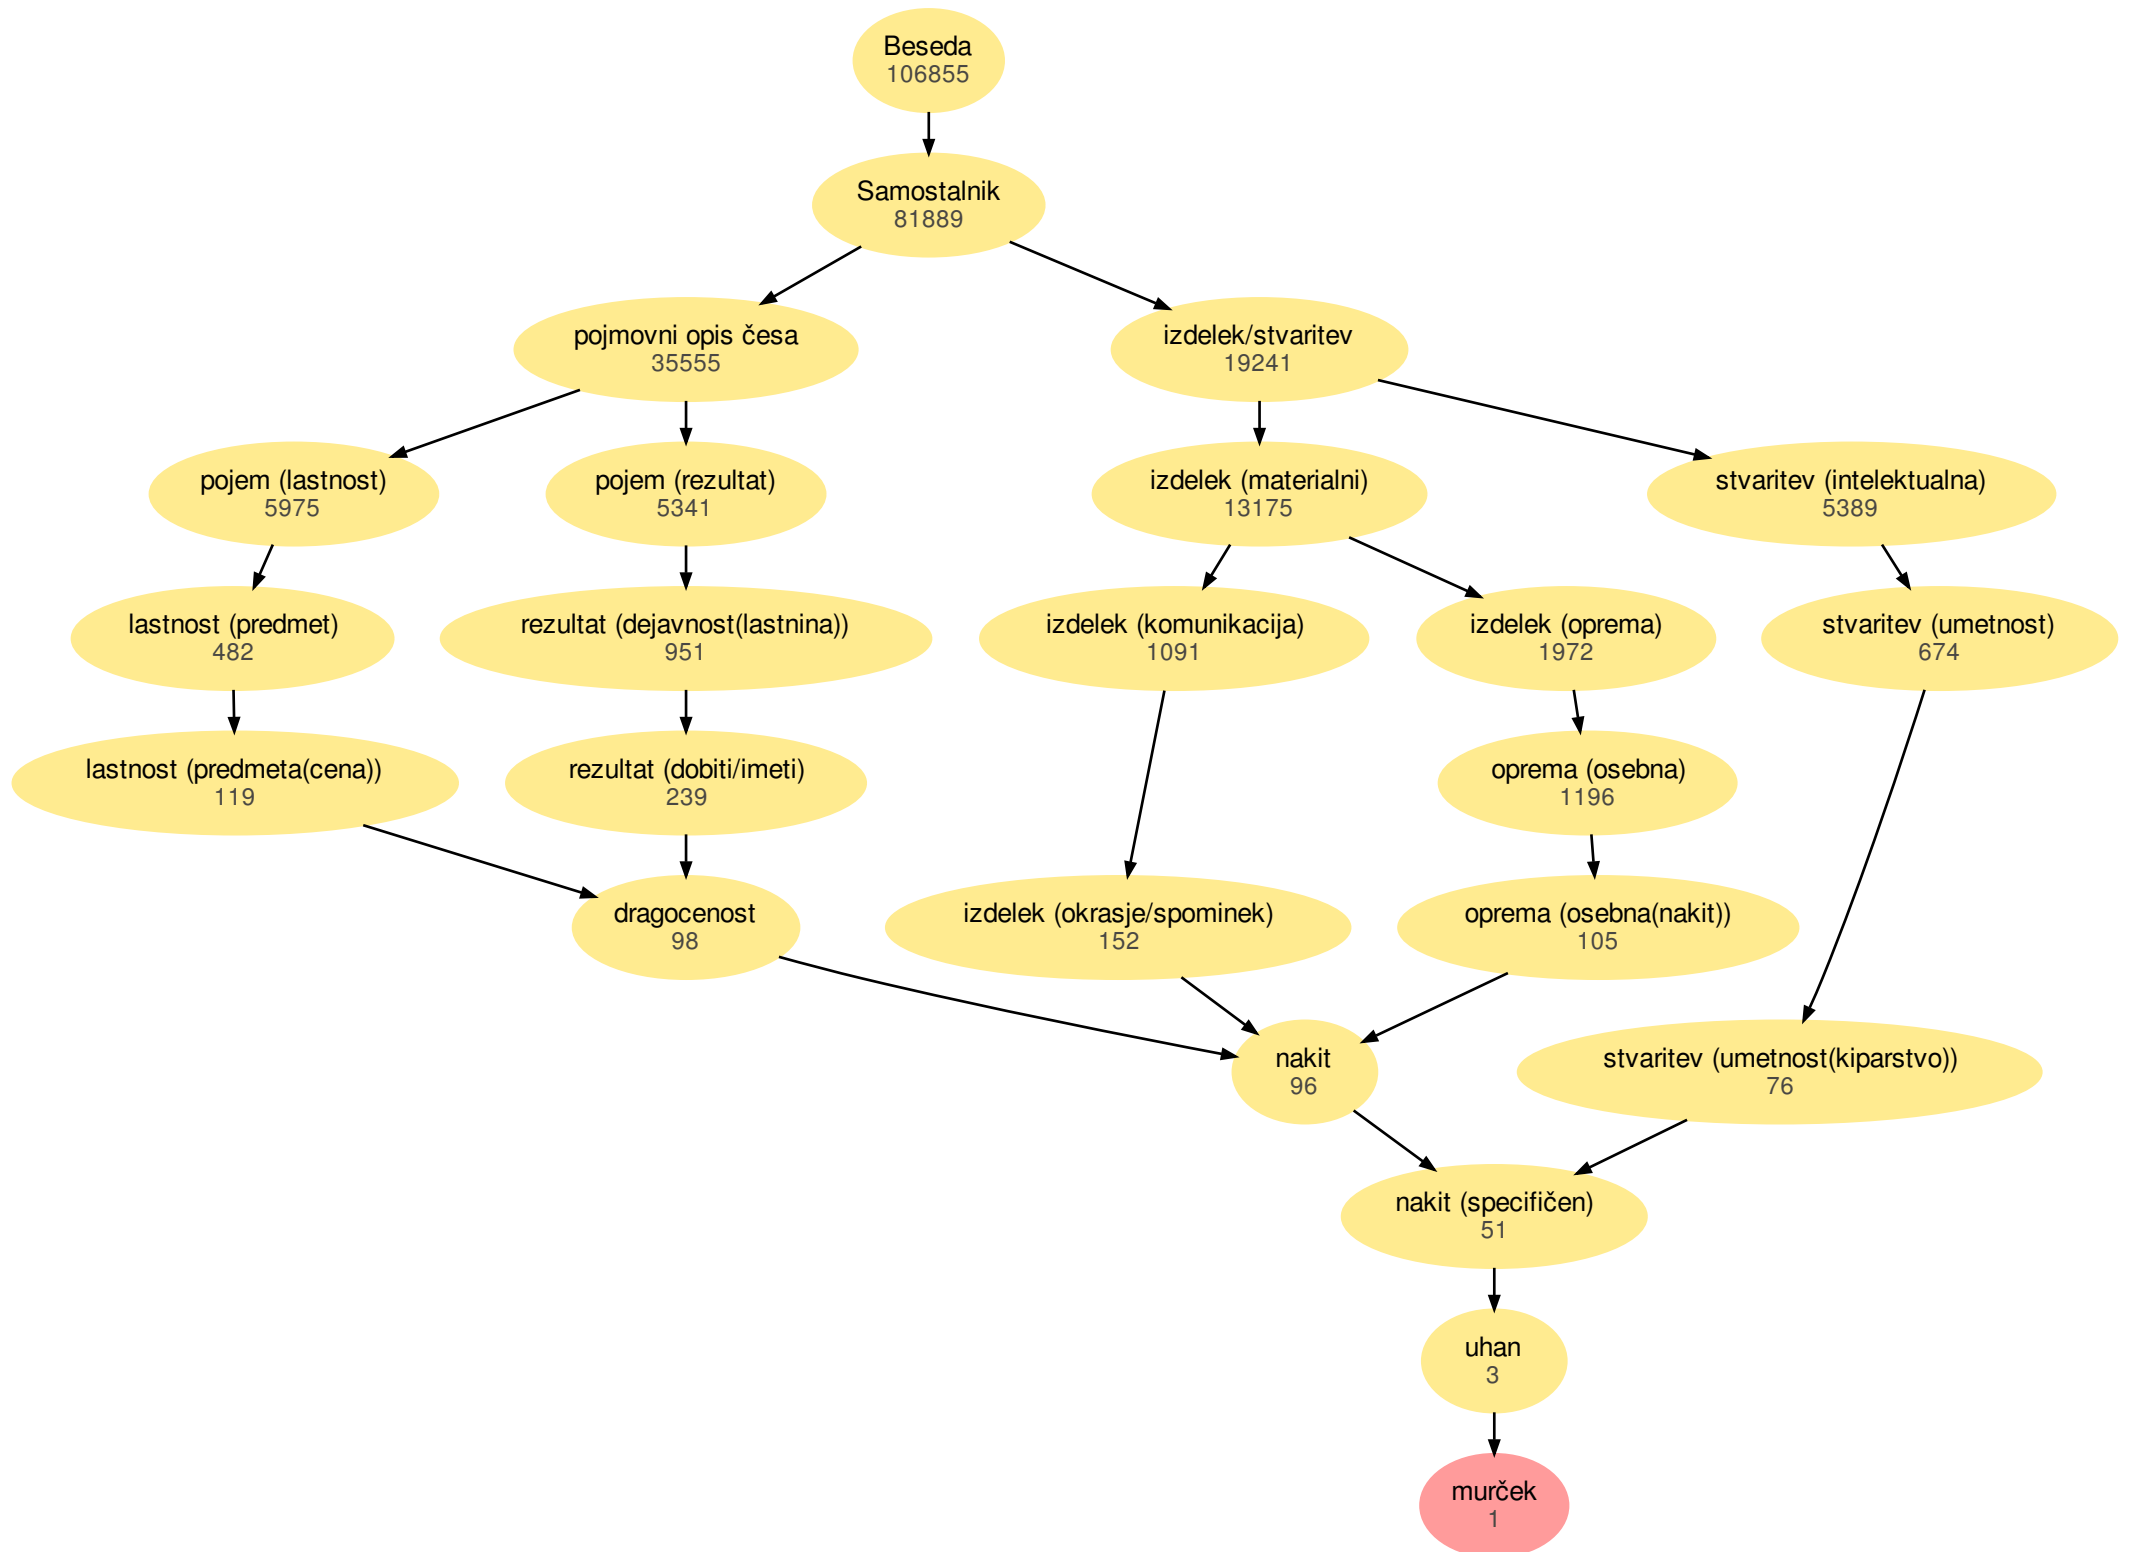 Beseda
106855
Samostalnik
81889
pojmovni opis česa
35555
izdelek/stvaritev
19241
pojem (lastnost)
5975
pojem (rezultat)
5341
izdelek (materialni)
13175
stvaritev (intelektualna)
5389
lastnost (predmet)
482
rezultat (dejavnost(lastnina))
951
izdelek (komunikacija)
1091
izdelek (oprema)
1972
stvaritev (umetnost)
674
lastnost (predmeta(cena))
119
rezultat (dobiti/imeti)
239
oprema (osebna)
1196
dragocenost
98
izdelek (okrasje/spominek)
152
oprema (osebna(nakit))
105
nakit
96
stvaritev (umetnost(kiparstvo))
76
nakit (specifičen)
51
uhan
3
murček
1